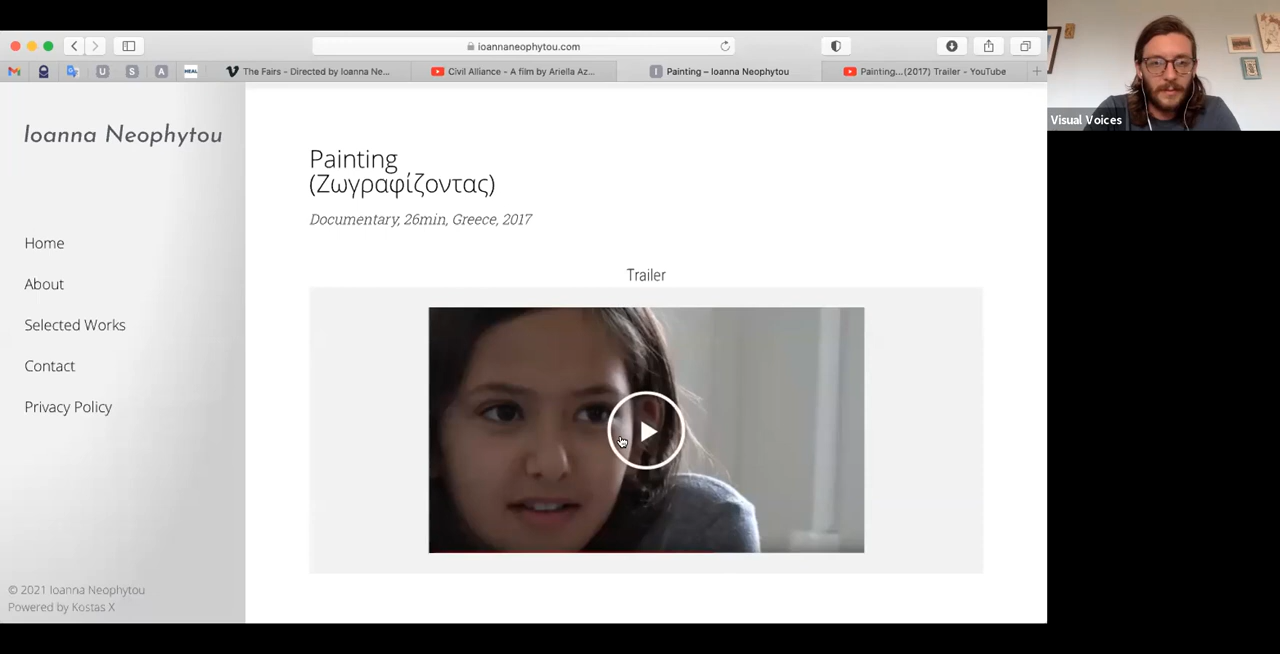 ioannaneophytou.com
U
S
A
HEAL
The Fairs - Directed by Ioanna Ne...
Civil Alliance - A film by Ariella Az...
I
Painting – Ioanna Neophytou
Painting...(2017) Trailer - YouTube
Visual Voices
Ioanna Neophytou
Home
About
Selected Works
Contact
Privacy Policy
© 2021 Ioanna Neophytou
Powered by Kostas X
Painting
(Ζωγραφίζοντας)
Documentary, 26min, Greece, 2017
Trailer